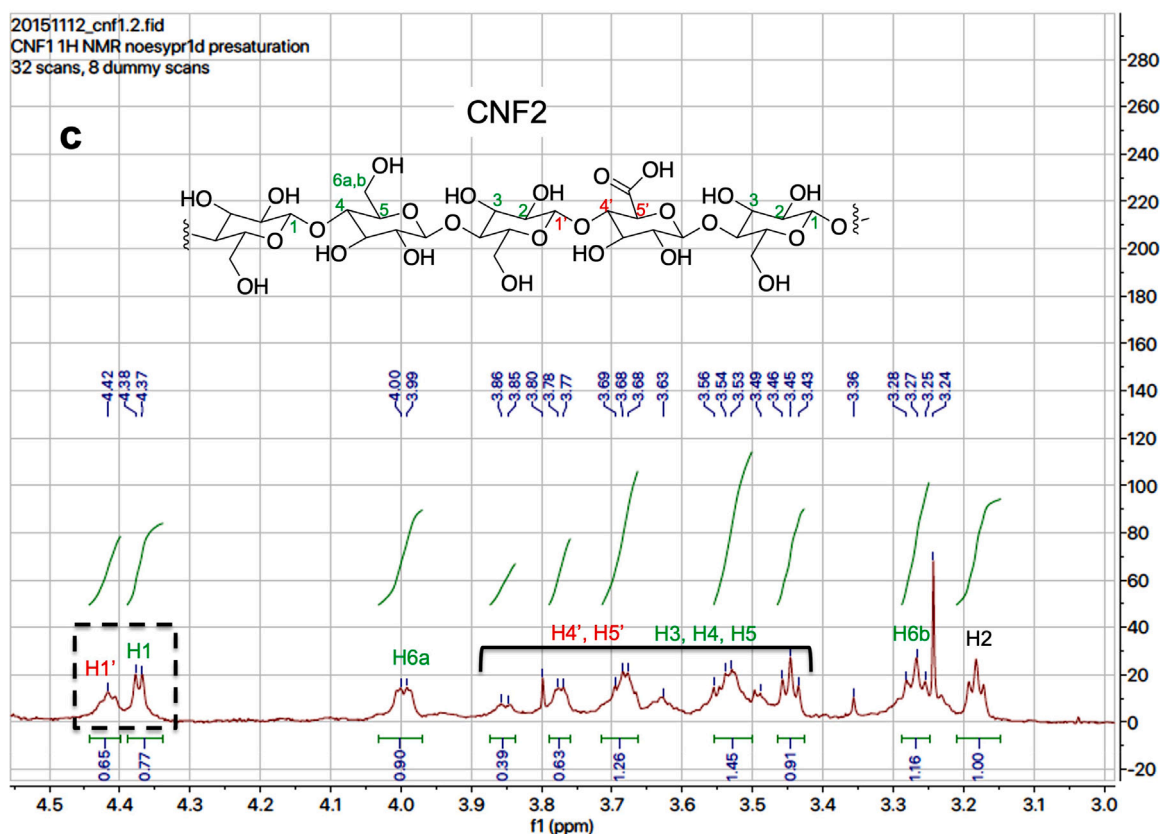 20151112_cnf1.2.fid
CNF1 1H NMR noesypr1d presaturation
32 scans, 8 dummy scans
C
CNF2
OH
6a,b
O
OH
HO
OH
4
5
O
HO
3
OH
2
4'
5'
O
HO
3
OH
2
1
O
HO
OH
O
1'
O
HO
OH
O
1
O
O
O
HO
OH
O
OH
OH
OH
4.42
4.38
4.37
4.00
3.99
3.86
3.85
3.80
3.78
3.77
3.69
3.68
3.68
3.63
3.56
3.54
3.53
3.49
3.46
3.45
3.43
3.36
3.28
3.27
3.25
3.24
H1'
H1
H6a
H4', H5'
H3, H4, H5
H6b
H2
0.65
0.77
0.90
0.39
0.63
1.26
1.45
0.91
1.16
1.00
280
260
240
220
200
180
160
140
120
100
80
60
40
20
0
-20
4.5
4.4
4.3
4.2
4.1
4.0
3.9
3.8
3.7
3.6
3.5
3.4
3.3
3.2
3.1
3.0
f1 (ppm)